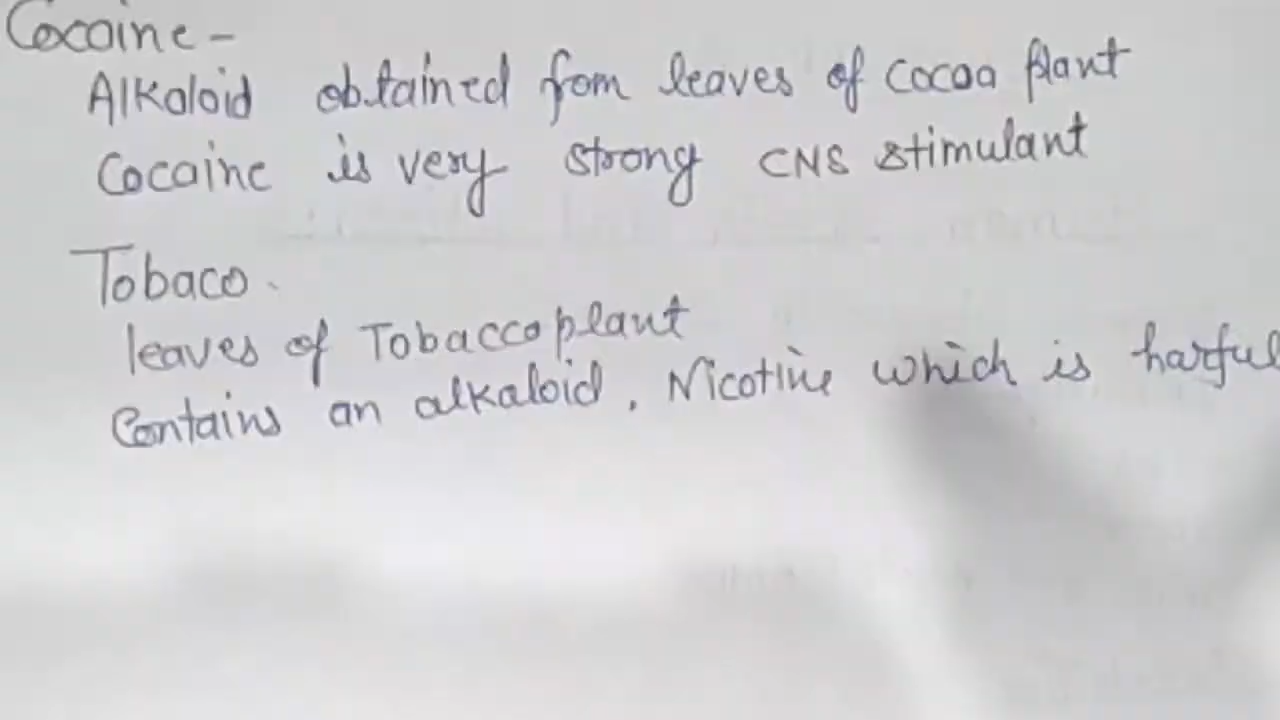 Cocaine -
Alkaloid obtained from leaves of cocoa plant
Cocaine is very strong CNS stimulant
Tobaco.
leaves of Tobacco plant
Contains an alkaloid. Nicotine which is harful